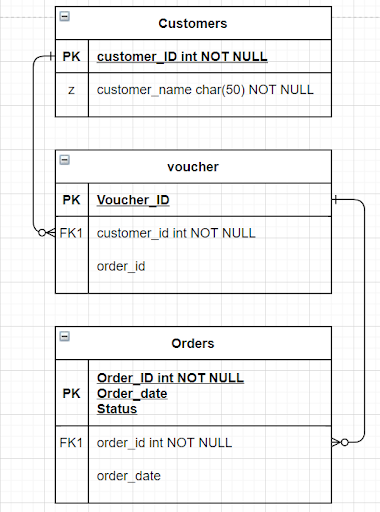 Customers
PK customer_ID int NOT NULL
z customer_name char(50) NOT NULL
voucher
PK Voucher_ID
FK1 customer_id int NOT NULL
order_id
Orders
Order_ID int NOT NULL
PK Order_date
Status
FK1 order_id int NOT NULL
order_date